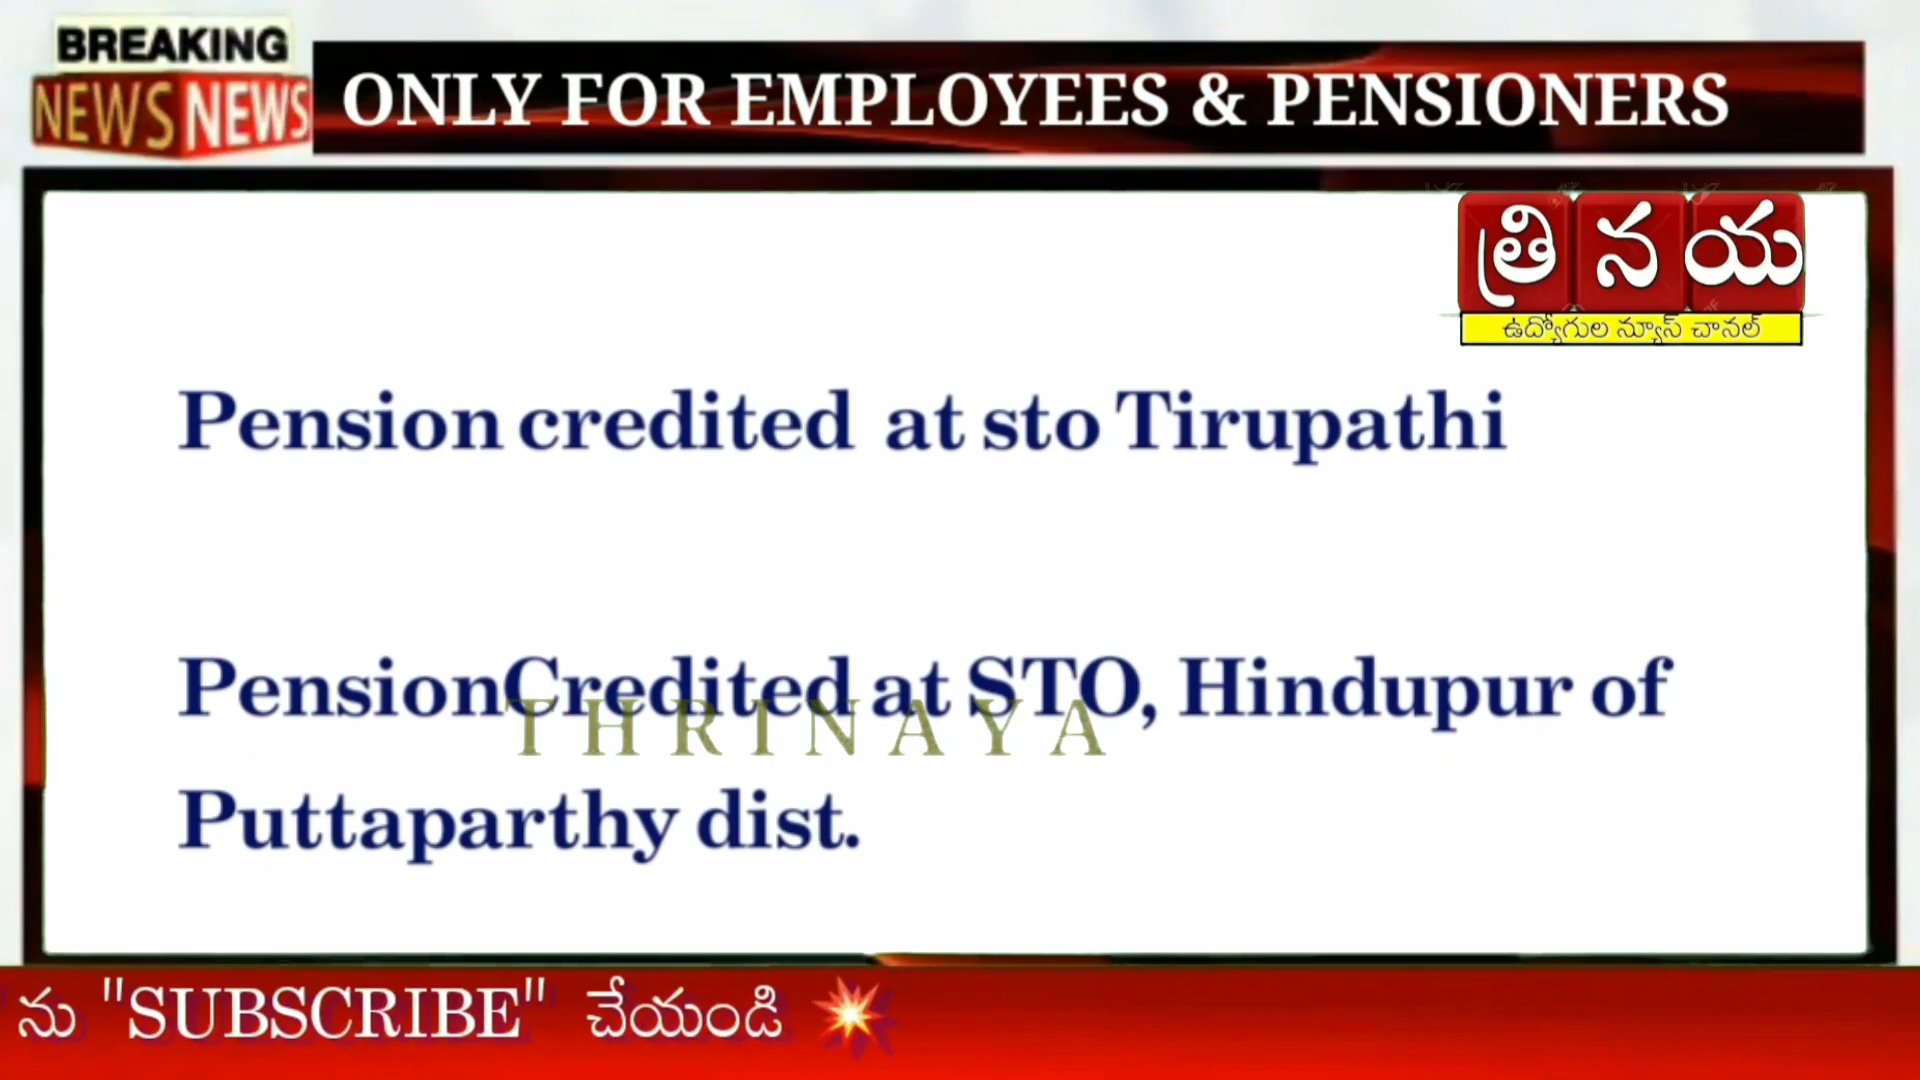 BREAKING
NEWS NEWS
ONLY FOR EMPLOYEES & PENSIONERS
త్రినయ
ఉద్యోగుల న్యూస్ చానల్
Pension credited at sto Tirupathi
PensionCredited at STO, Hindupur of
THRINAYA
Puttaparthy dist.
ను "SUBSCRIBE" చేయండి